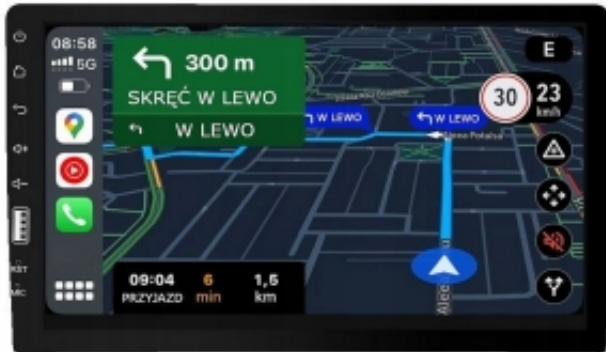 08:58
5G
300 m
SKRĘĆ W LEWO
W LEWO
W LEWO
W LEWO
E
30
23
km/h
09:04
PRZYJAZD
6
min
1,5
km
RST
MIC